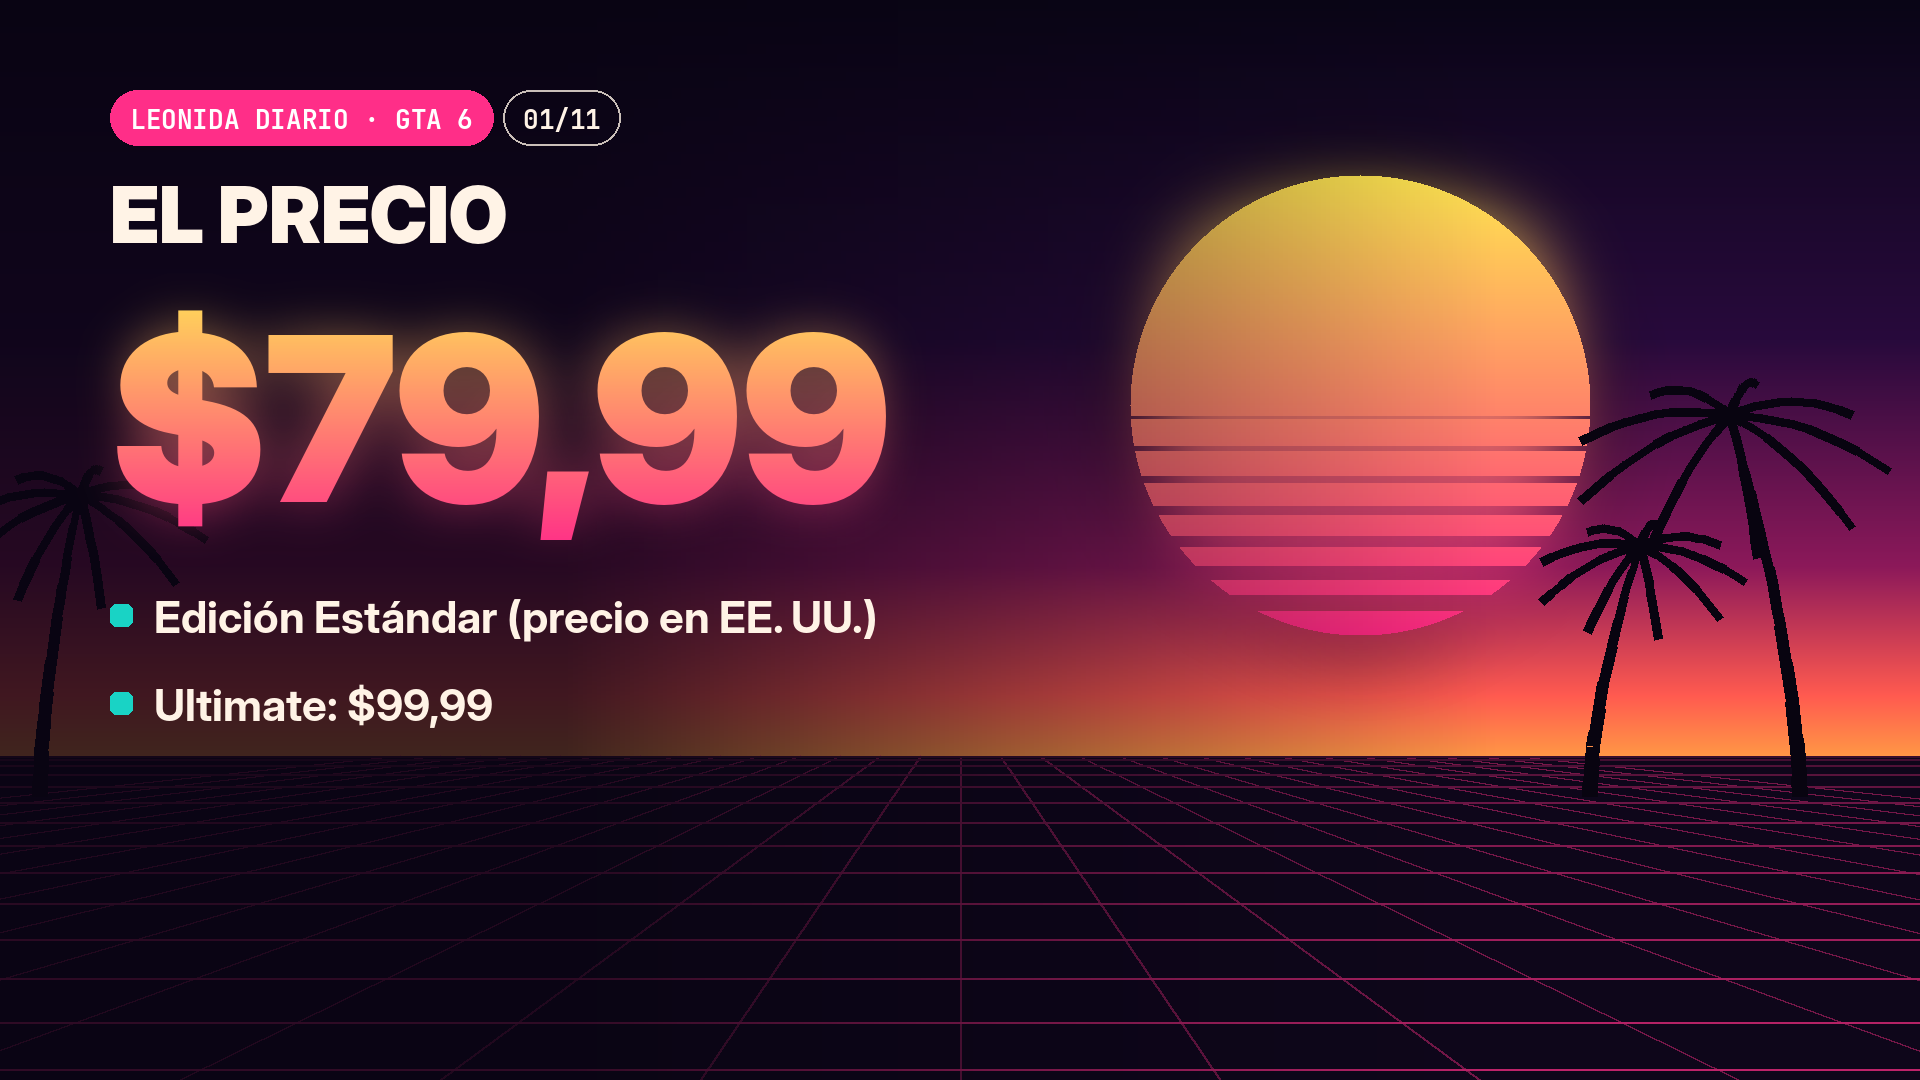 LEONIDA DIARIO · GTA 6 01/11
EL PRECIO
$79,99
Edición Estándar (precio en EE. UU.)
Ultimate: $99,99